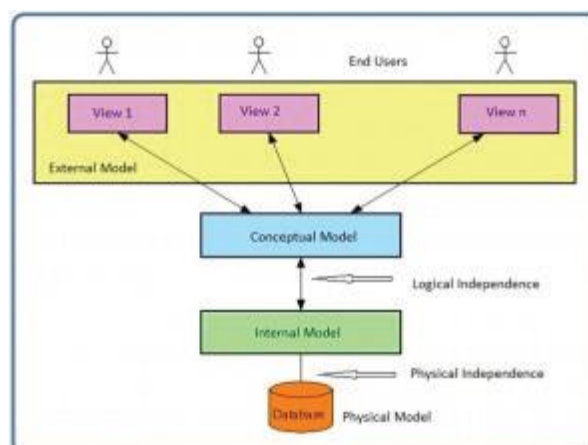 End Users
View 1
View 2
View n
External Model
Conceptual Model
Logical Independence
Internal Model
Physical Independence
Database
Physical Model